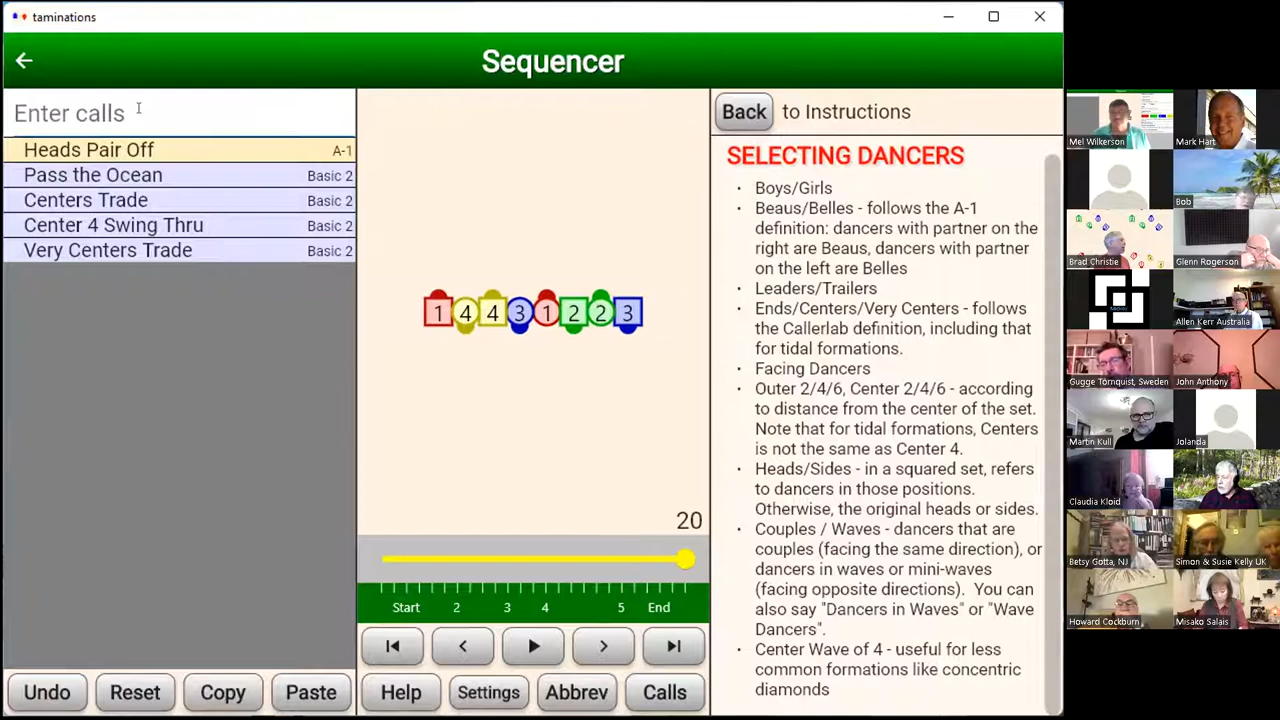 taminations
Sequencer
Enter calls
Heads Pair Off A-1
Pass the Ocean Basic 2
Centers Trade Basic 2
Center 4 Swing Thru Basic 2
Very Centers Trade Basic 2
1 4 4 3 1 2 2 3
20
Start 2 3 4 5 End
Undo Reset Copy Paste
Help Settings Abbrev Calls
Back to Instructions
SELECTING DANCERS
· Boys/Girls
· Beaus/Belles - follows the A-1
definition: dancers with partner on the
right are Beaus, dancers with partner
on the left are Belles
· Leaders/Trailers
· Ends/Centers/Very Centers - follows
the Callerlab definition, including that
for tidal formations.
· Facing Dancers
· Outer 2/4/6, Center 2/4/6 - according
to distance from the center of the set.
Note that for tidal formations, Centers
is not the same as Center 4.
· Heads/Sides - in a squared set, refers
to dancers in those positions.
Otherwise, the original heads or sides.
· Couples / Waves - dancers that are
couples (facing the same direction), or
dancers in waves or mini-waves
(facing opposite directions). You can
also say "Dancers in Waves" or "Wave
Dancers".
· Center Wave of 4 - useful for less
common formations like concentric
diamonds
Mel Wilkerson Mark Hart
Bob
Brad Christie Glenn Rogerson
Allen Kerr Australia
Gugge Törnquist, Sweden John Anthony
Martin Kull Jolanda
Claudia Kloid
Betsy Gotta, NJ Simon & Susie Kelly UK
Howard Cockburn Misako Salais